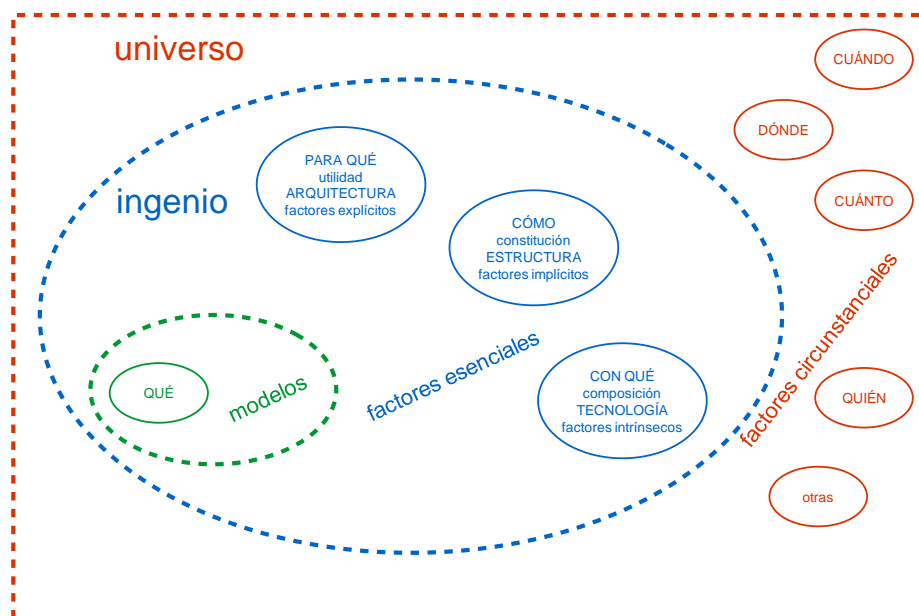 universo
CUÁNDO
DÓNDE
PARA QUÉ
utilidad
ARQUITECTURA
factores explícitos
ingenio
CUÁNTO
CÓMO
constitución
ESTRUCTURA
factores implícitos
factores circunstanciales
factores esenciales
QUÉ
modelos
CON QUÉ
composición
TECNOLOGÍA
factores intrínsecos
QUIÉN
otras